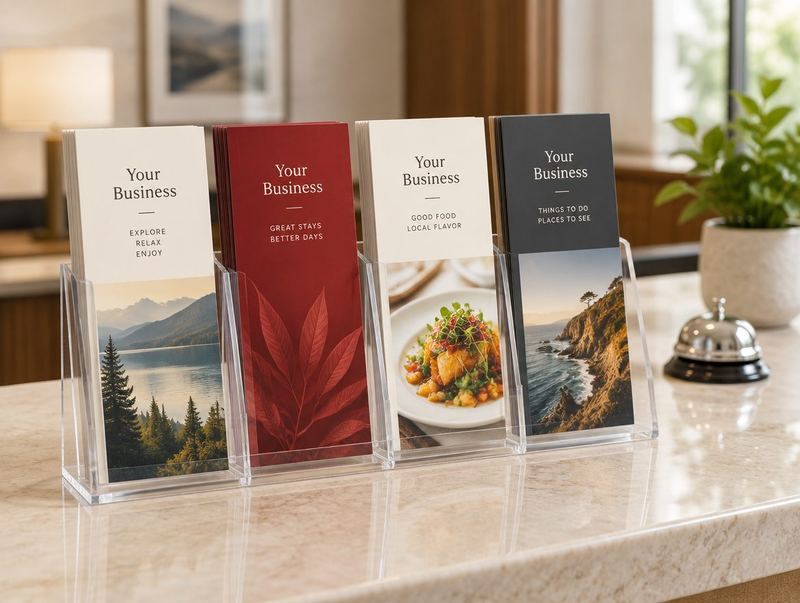 Your
Business
EXPLORE
RELAX
ENJOY
Your
Business
GREAT STAYS
BETTER DAYS
Your
Business
GOOD FOOD
LOCAL FLAVOR
Your
Business
THINGS TO DO
PLACES TO SEE